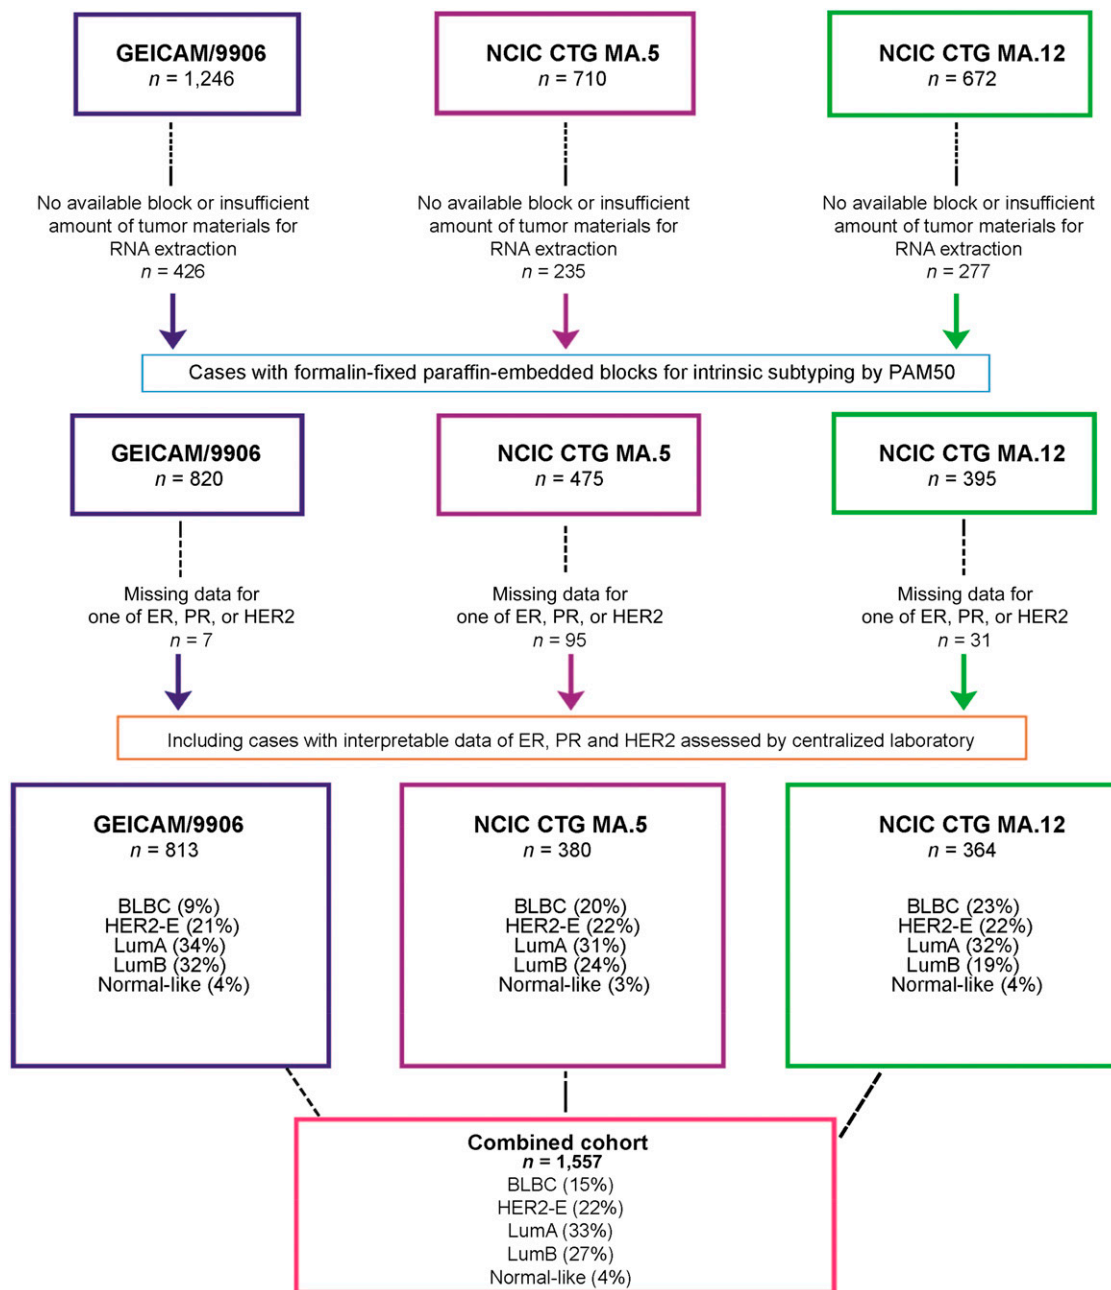 GEICAM/9906
n = 1,246
NCIC CTG MA.5
n = 710
NCIC CTG MA.12
n = 672
No available block or insufficient
amount of tumor materials for
RNA extraction
n = 426
No available block or insufficient
amount of tumor materials for
RNA extraction
n = 235
No available block or insufficient
amount of tumor materials for
RNA extraction
n = 277
Cases with formalin-fixed paraffin-embedded blocks for intrinsic subtyping by PAM50
GEICAM/9906
n = 820
NCIC CTG MA.5
n = 475
NCIC CTG MA.12
n = 395
Missing data for
one of ER, PR, or HER2
n = 7
Missing data for
one of ER, PR, or HER2
n = 95
Missing data for
one of ER, PR, or HER2
n = 31
Including cases with interpretable data of ER, PR and HER2 assessed by centralized laboratory
GEICAM/9906
n = 813
BLBC (9%)
HER2-E (21%)
LumA (34%)
LumB (32%)
Normal-like (4%)
NCIC CTG MA.5
n = 380
BLBC (20%)
HER2-E (22%)
LumA (31%)
LumB (24%)
Normal-like (3%)
NCIC CTG MA.12
n = 364
BLBC (23%)
HER2-E (22%)
LumA (32%)
LumB (19%)
Normal-like (4%)
Combined cohort
n = 1,557
BLBC (15%)
HER2-E (22%)
LumA (33%)
LumB (27%)
Normal-like (4%)